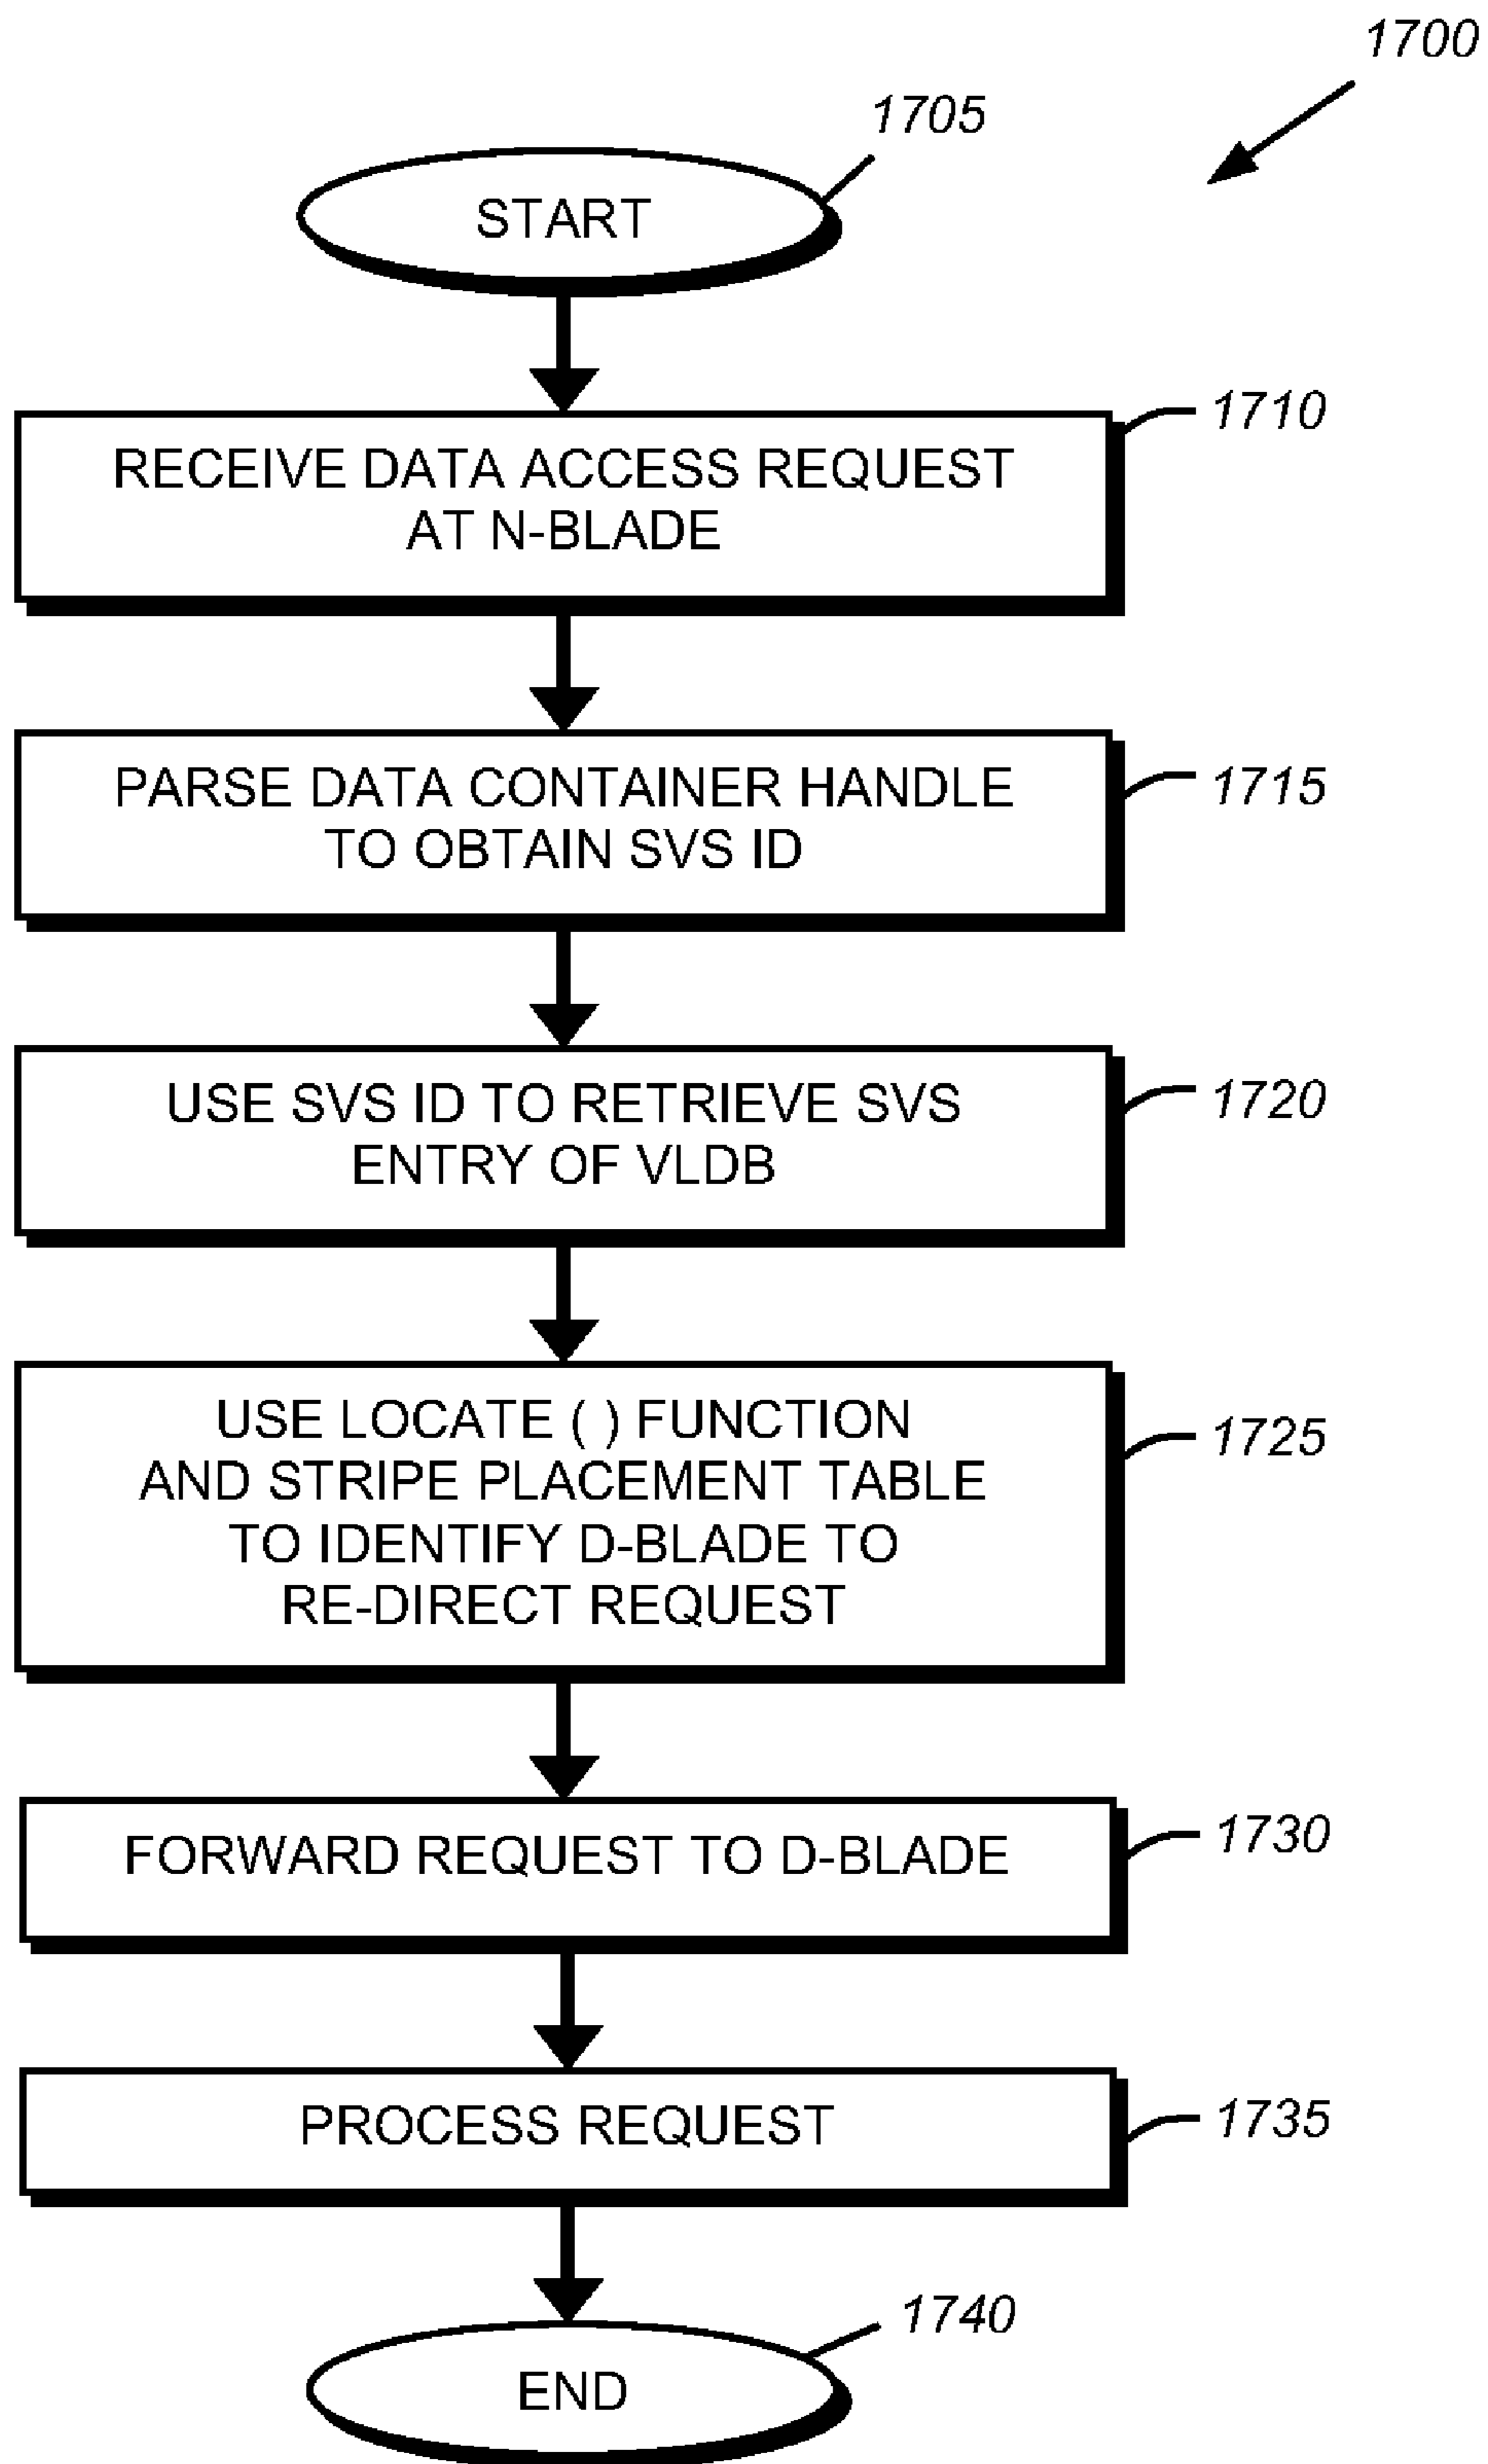 1700
1705
START
1710
RECEIVE DATA ACCESS REQUEST
AT N-BLADE
1715
PARSE DATA CONTAINER HANDLE
TO OBTAIN SVS ID
1720
USE SVS ID TO RETRIEVE SVS
ENTRY OF VLDB
1725
USE LOCATE ( ) FUNCTION
AND STRIPE PLACEMENT TABLE
TO IDENTIFY D-BLADE TO
RE-DIRECT REQUEST
1730
FORWARD REQUEST TO D-BLADE
1735
PROCESS REQUEST
1740
END